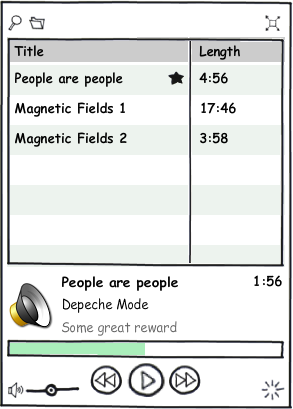 Title Length
People are people 4:56
Magnetic Fields 1 17:46
Magnetic Fields 2 3:58
People are people 1:56
Depeche Mode
Some great reward